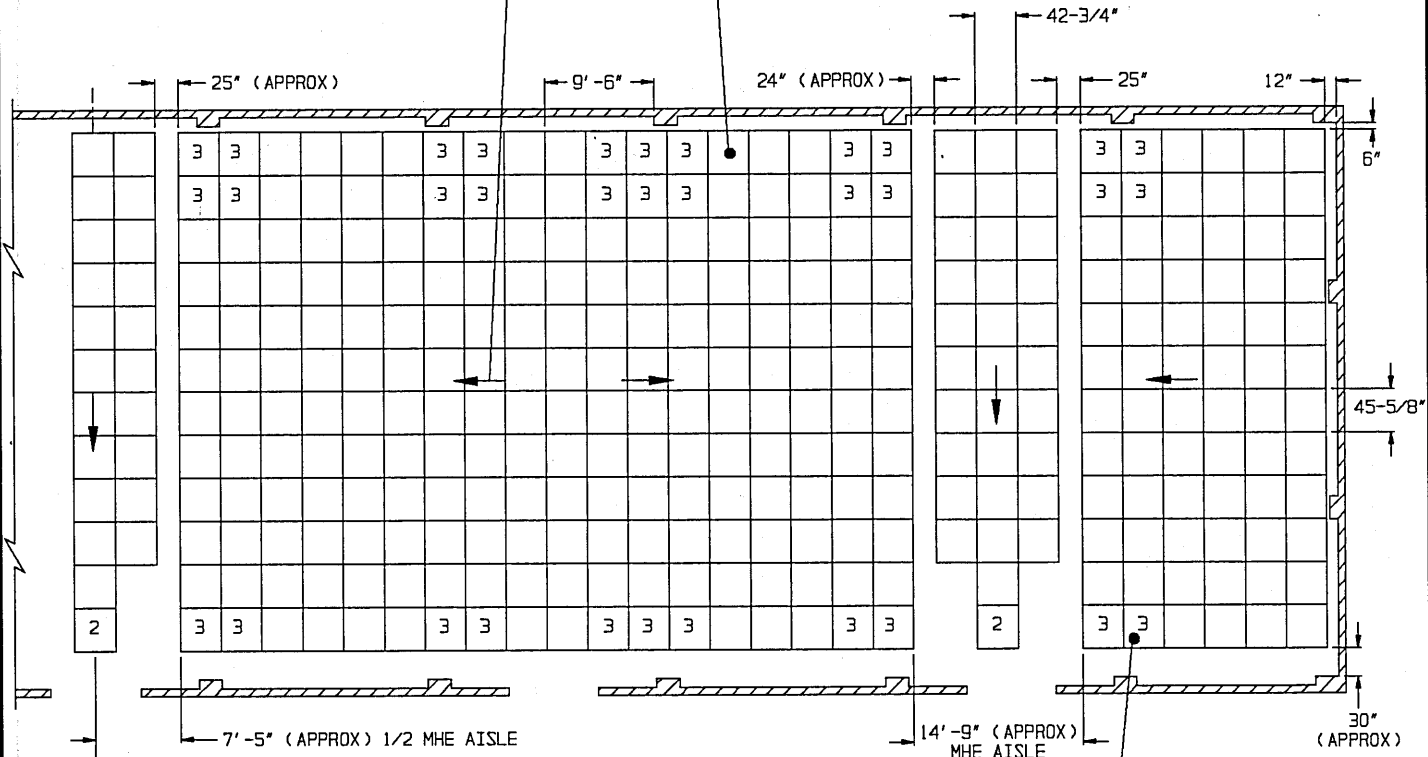 42-3/4"
25" (APPROX)
9'-6"
24" (APPROX)
25"
12"
3 3 3 3 3 3 3 3 3 3 3
6"
3 3 3 3 3 3 3 3 3 3 3
45-5/8"
2 3 3 3 3 3 3 3 3 3 2 3 3
7'-5" (APPROX) 1/2 MHE AISLE
14'-9" (APPROX)
MHE AISLE
30"
(APPROX)